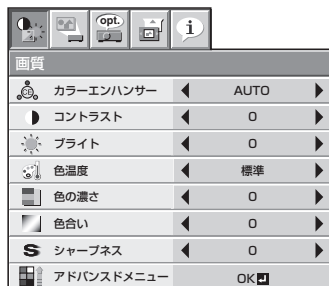 opt.
i
画質
カラーエンハンサー AUTO
コントラスト 0
ブライト 0
色温度 標準
色の濃さ 0
色合い 0
S シャープネス 0
アドバンスドメニュー OK